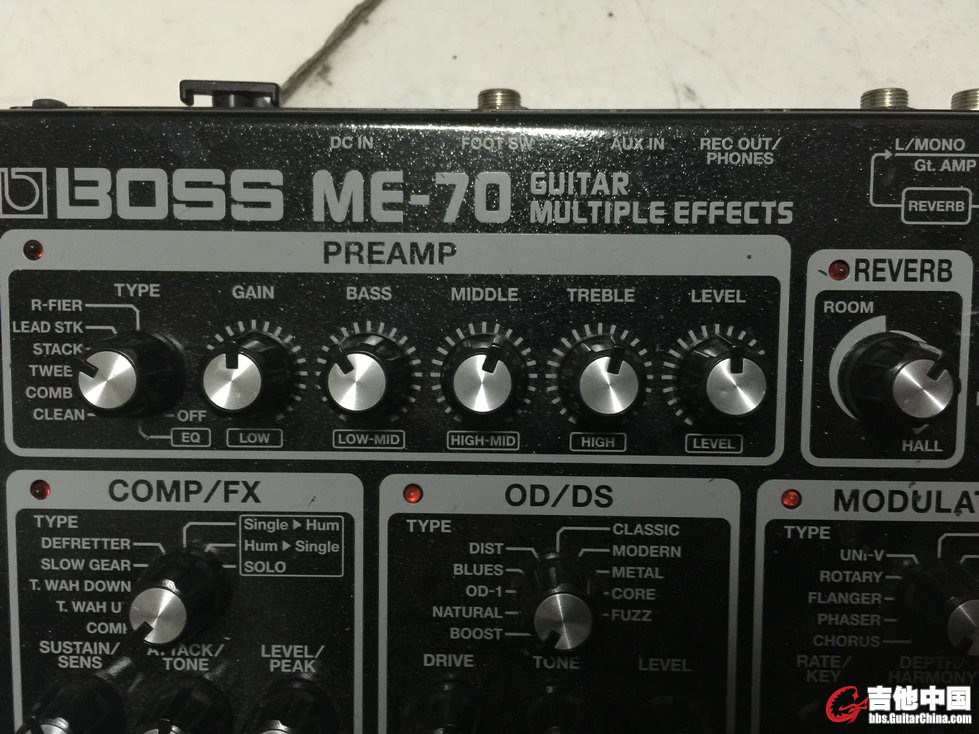 DC IN
FOOT SW
AUX IN
REC OUT/
PHONES
L/MONO
Gt. AMP
REVERB
BOSS ME-70 GUITAR
MULTIPLE EFFECTS
PREAMP
TYPE
GAIN
BASS
MIDDLE
TREBLE
LEVEL
R-FIER
LEAD STK
STACK
TWEE
COMB
CLEAN
OFF
EQ
LOW
LOW-MID
HIGH-MID
HIGH
LEVEL
REVERB
ROOM
HALL
COMP/FX
TYPE
Single ▶ Hum
Hum ▶ Single
SOLO
DEFRETTER
SLOW GEAR
T. WAH DOWN
T. WAH U
COM
SUSTAIN/
SENS
ATTACK/
TONE
LEVEL/
PEAK
OD/DS
TYPE
CLASSIC
MODERN
METAL
CORE
FUZZ
DIST
BLUES
OD-1
NATURAL
BOOST
DRIVE
TONE
LEVEL
MODULA
TYPE
UNI-V
ROTARY
FLANGER
PHASER
CHORUS
RATE/
KEY
DEPTH/
HARMONY
吉他中国
bbs.GuitarChina.com